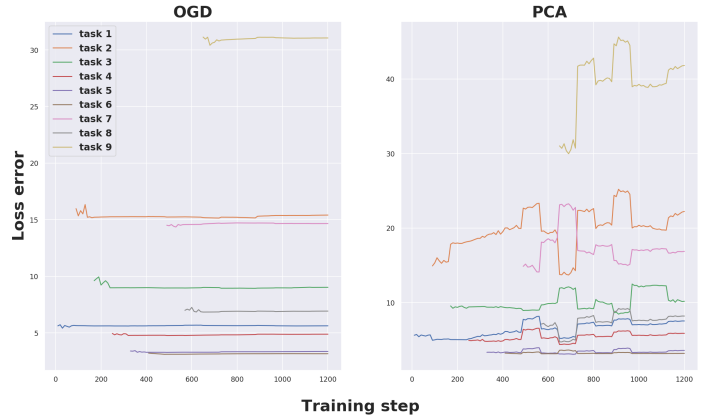 OGD
PCA
Loss error
30
25
20
15
10
5
0
200
400
600
800
1000
1200
task 1
task 2
task 3
task 4
task 5
task 6
task 7
task 8
task 9
40
30
20
10
0
200
400
600
800
1000
1200
Training step